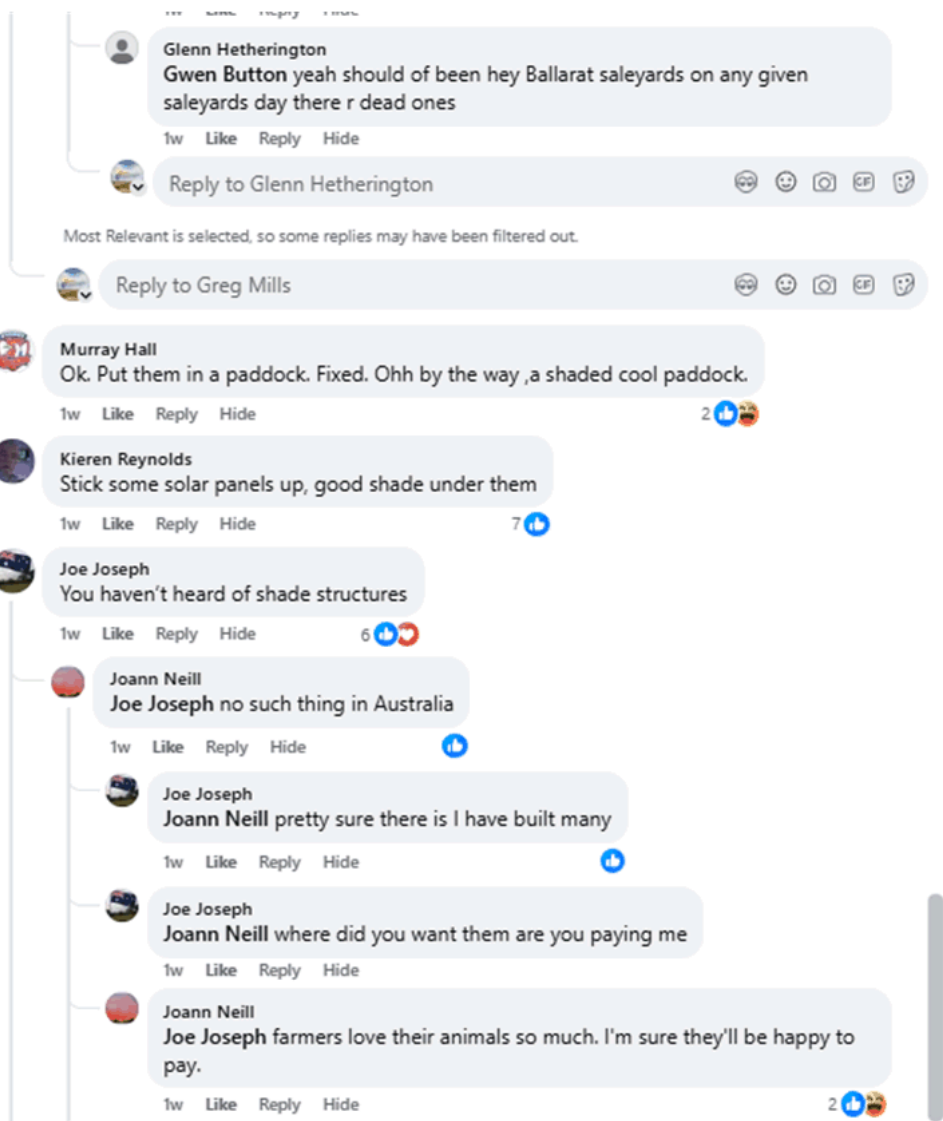 1w Like Reply Hide
Glenn Hetherington
Gwen Button yeah should of been hey Ballarat saleyards on any given
saleyards day there r dead ones
1w Like Reply Hide
Reply to Glenn Hetherington
GIF
Most Relevant is selected, so some replies may have been filtered out.
Reply to Greg Mills
GIF
Murray Hall
Ok. Put them in a paddock. Fixed. Ohh by the way ,a shaded cool paddock.
1w Like Reply Hide 2
Kieren Reynolds
Stick some solar panels up, good shade under them
1w Like Reply Hide 7
Joe Joseph
You haven't heard of shade structures
1w Like Reply Hide 6
Joann Neill
Joe Joseph no such thing in Australia
1w Like Reply Hide
Joe Joseph
Joann Neill pretty sure there is I have built many
1w Like Reply Hide
Joe Joseph
Joann Neill where did you want them are you paying me
1w Like Reply Hide
Joann Neill
Joe Joseph farmers love their animals so much. I'm sure they'll be happy to
pay.
1w Like Reply Hide 2